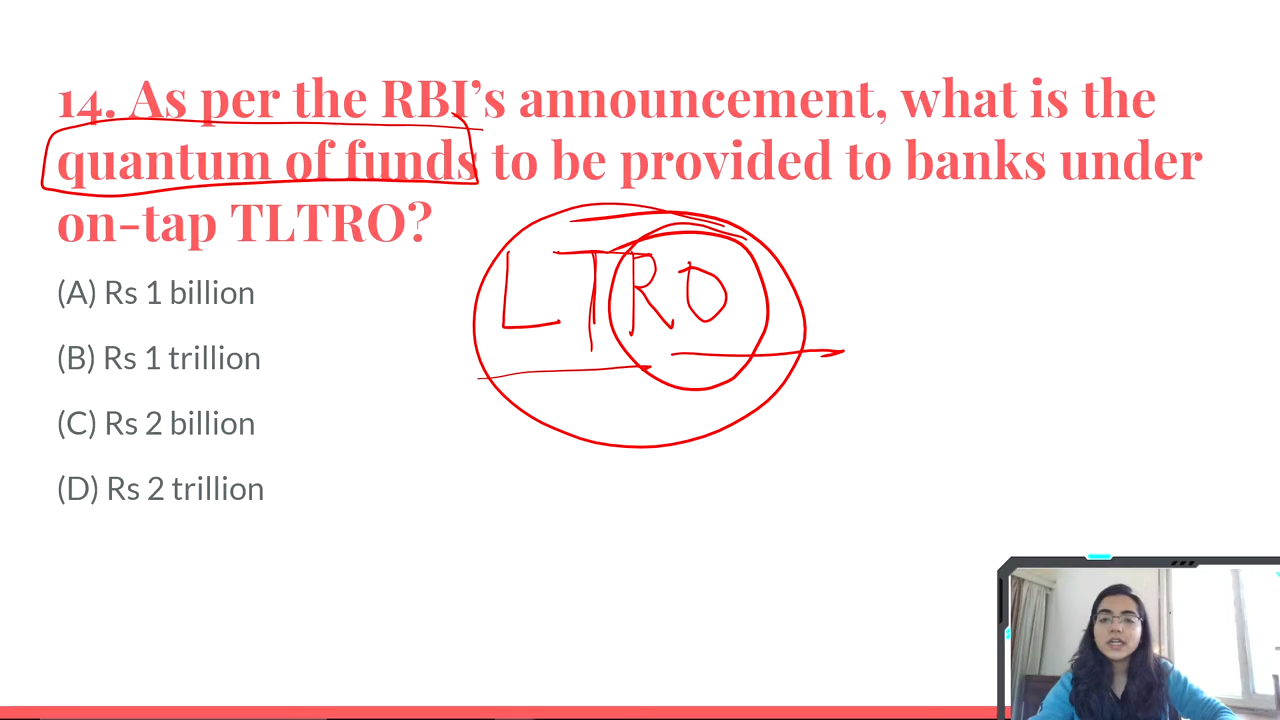 14. As per the RBI’s announcement, what is the
quantum of funds to be provided to banks under
on-tap TLTRO?
LTRO
(A) Rs 1 billion
(B) Rs 1 trillion
(C) Rs 2 billion
(D) Rs 2 trillion